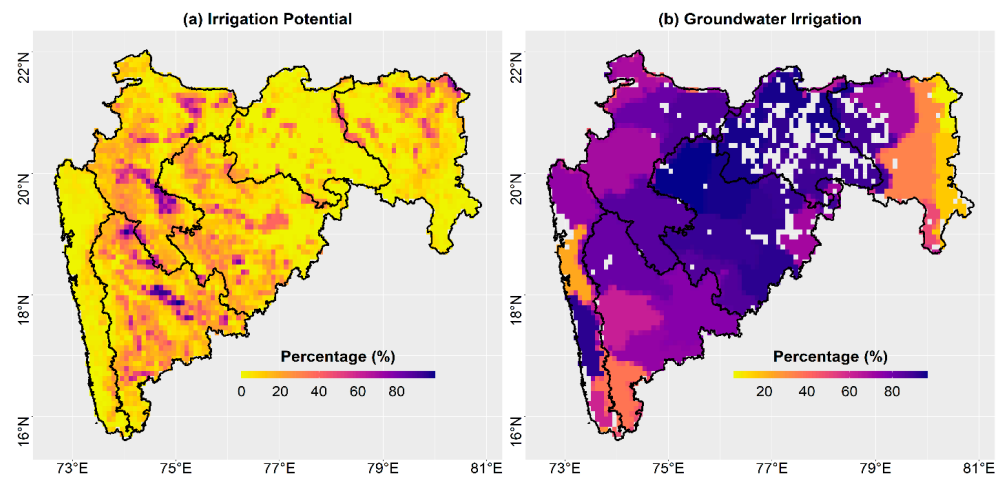 (a) Irrigation Potential
(b) Groundwater Irrigation
22°N
20°N
18°N
16°N
73°E
75°E
77°E
79°E
81°E
Percentage (%)
0
20
40
60
80
22°N
20°N
18°N
16°N
73°E
75°E
77°E
79°E
81°E
Percentage (%)
20
40
60
80